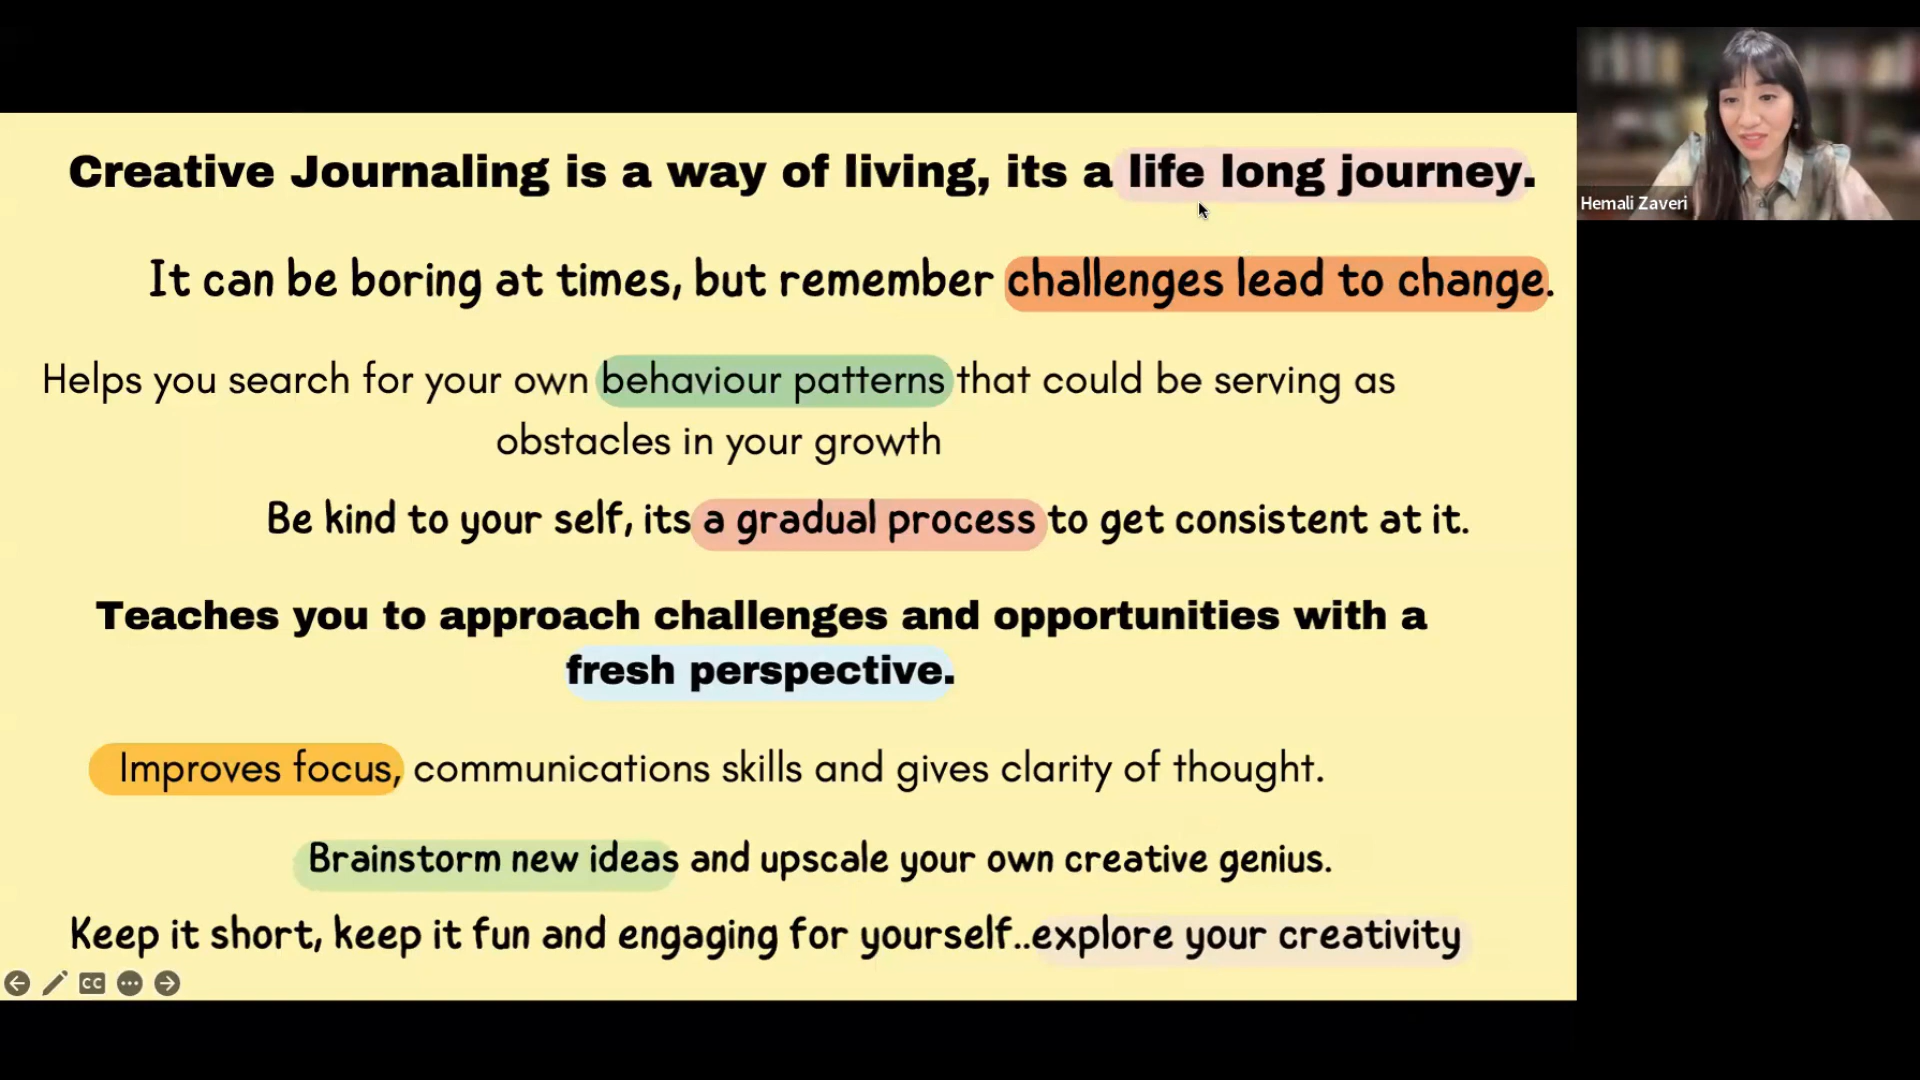 Creative Journaling is a way of living, its a life long journey.
Hemali Zaveri
It can be boring at times, but remember challenges lead to change.
Helps you search for your own behaviour patterns that could be serving as
obstacles in your growth
Be kind to your self, its a gradual process to get consistent at it.
Teaches you to approach challenges and opportunities with a
fresh perspective.
Improves focus, communications skills and gives clarity of thought.
Brainstorm new ideas and upscale your own creative genius.
Keep it short, keep it fun and engaging for yourself..explore your creativity
CC